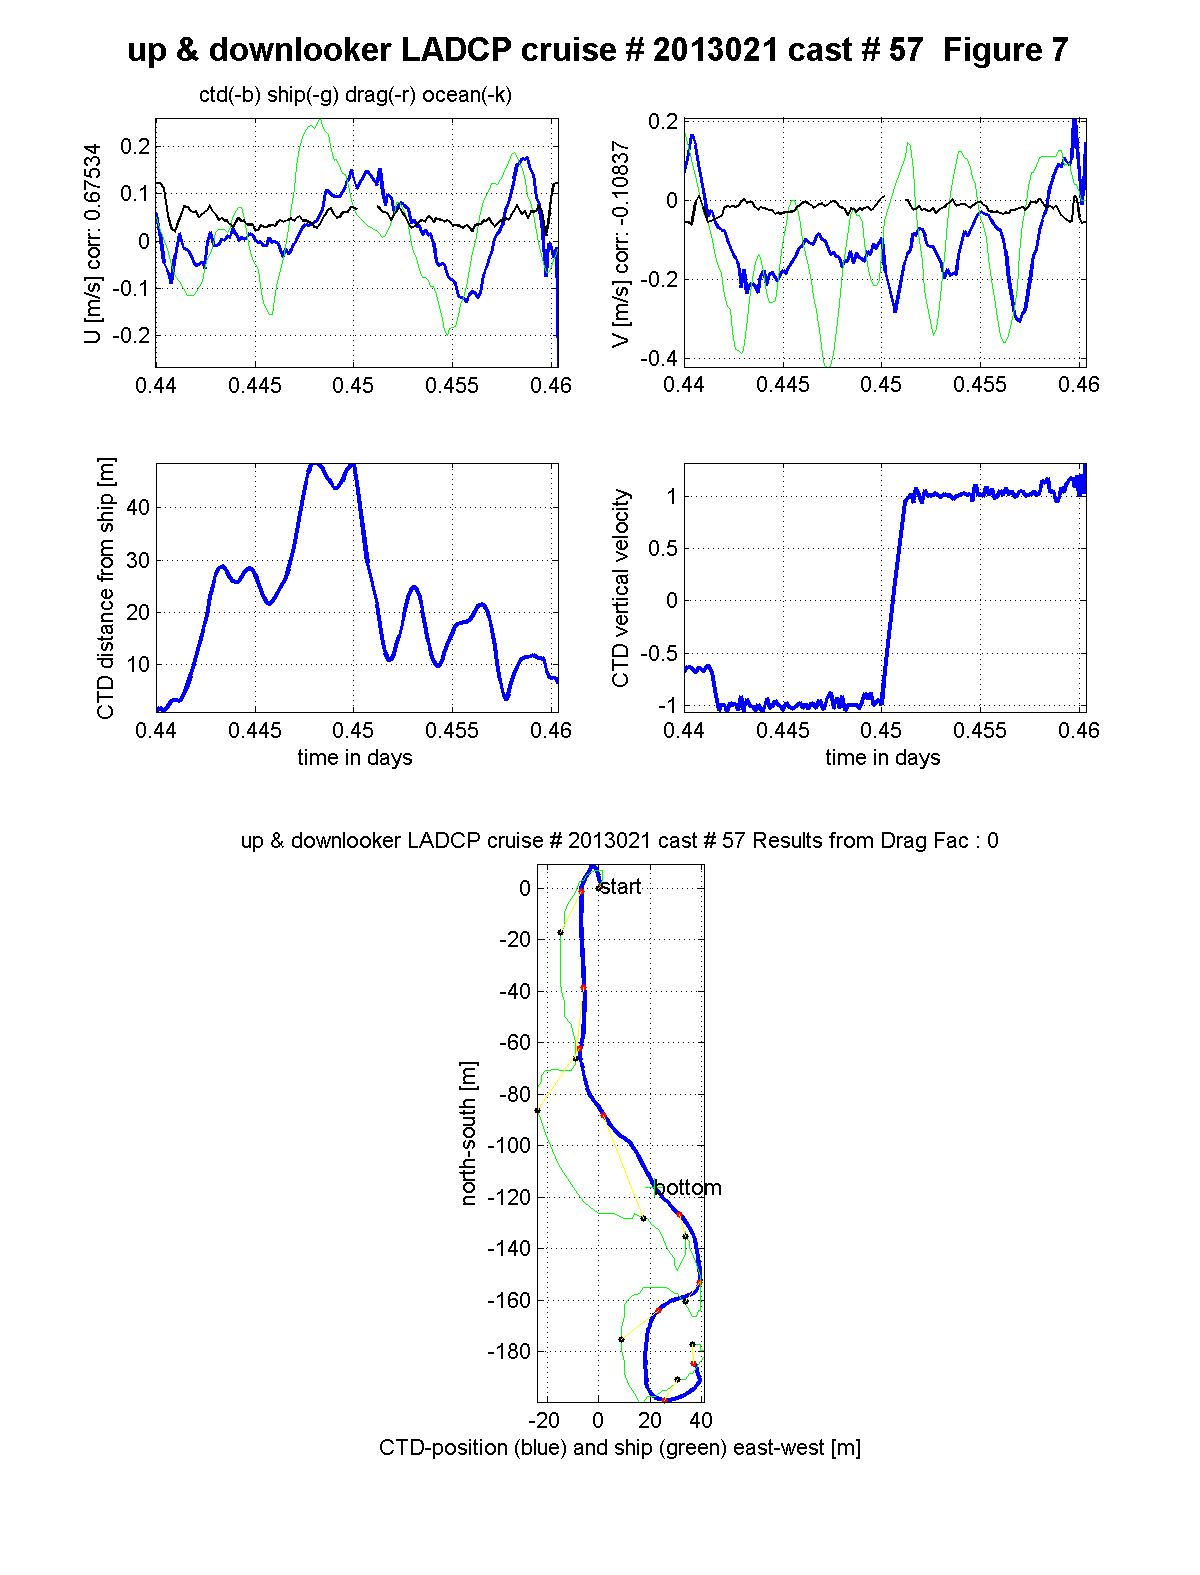 up & downlooker LADCP cruise # 2013021 cast # 57  Figure 7
ctd(-b) ship(-g) drag(-r) ocean(-k)
U [m/s] corr: 0.67534
0.2
0.1
0
-0.1
-0.2
0.44 0.445 0.45 0.455 0.46
V [m/s] corr: -0.10837
0.2
0
-0.2
-0.4
0.44 0.445 0.45 0.455 0.46
CTD distance from ship [m]
40
30
20
10
0.44 0.445 0.45 0.455 0.46
time in days
CTD vertical velocity
1
0.5
0
-0.5
-1
0.44 0.445 0.45 0.455 0.46
time in days
up & downlooker LADCP cruise # 2013021 cast # 57 Results from Drag Fac : 0
north-south [m]
0
-20
-40
-60
-80
-100
-120
-140
-160
-180
start
bottom
-20 0 20 40
CTD-position (blue) and ship (green) east-west [m]